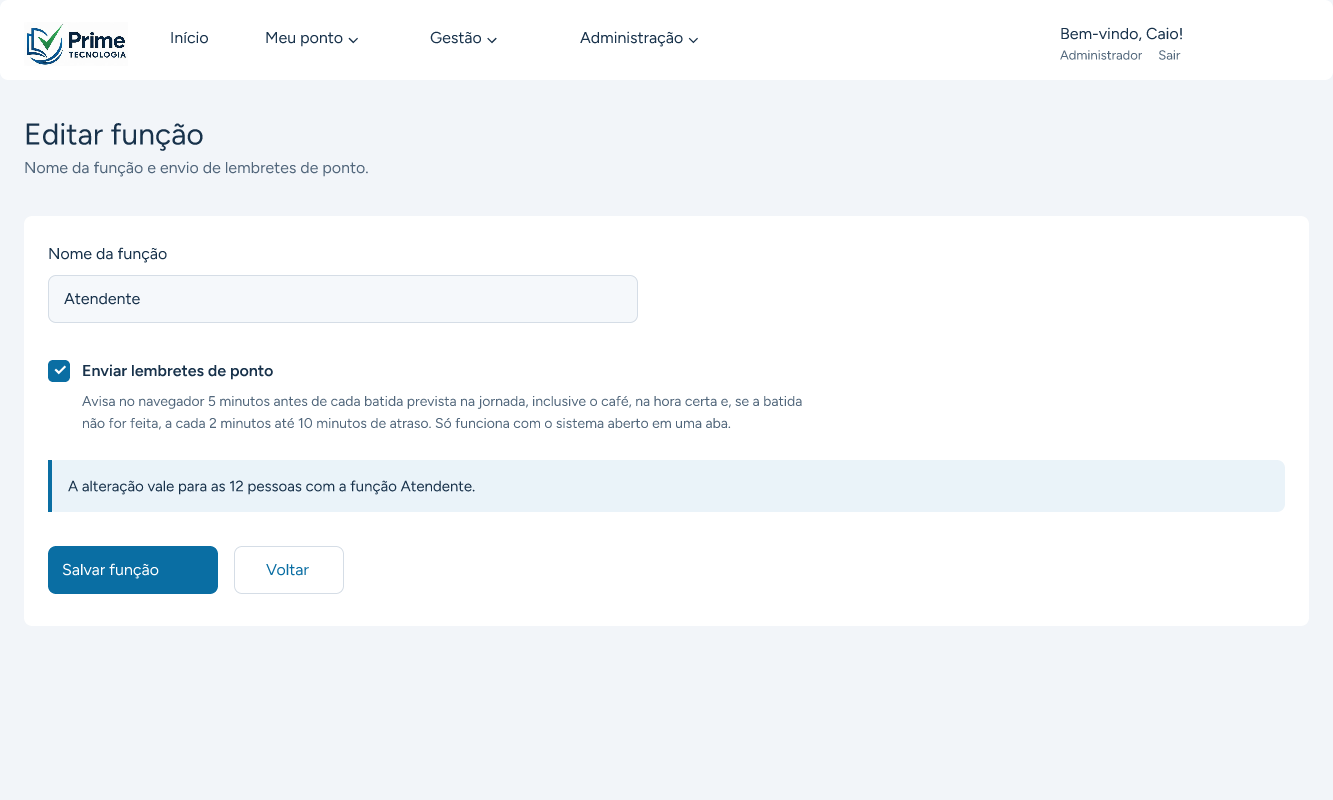 Prime
TECNOLOGIA
Início
Meu ponto
Gestão
Administração
Bem-vindo, Caio!
Administrador
Sair
Editar função
Nome da função e envio de lembretes de ponto.
Nome da função
Atendente
Enviar lembretes de ponto
Avisa no navegador 5 minutos antes de cada batida prevista na jornada, inclusive o café, na hora certa e, se a batida
não for feita, a cada 2 minutos até 10 minutos de atraso. Só funciona com o sistema aberto em uma aba.
A alteração vale para as 12 pessoas com a função Atendente.
Salvar função
Voltar